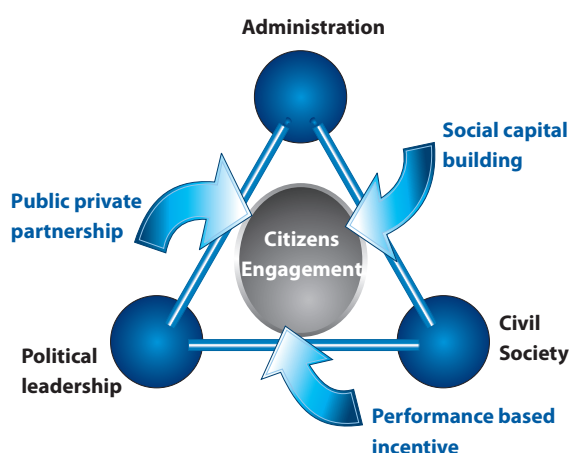 Administration
Social capital
building
Public private
partnership
Citizens
Engagement
Civil
Society
Political
leadership
Performance based
incentive